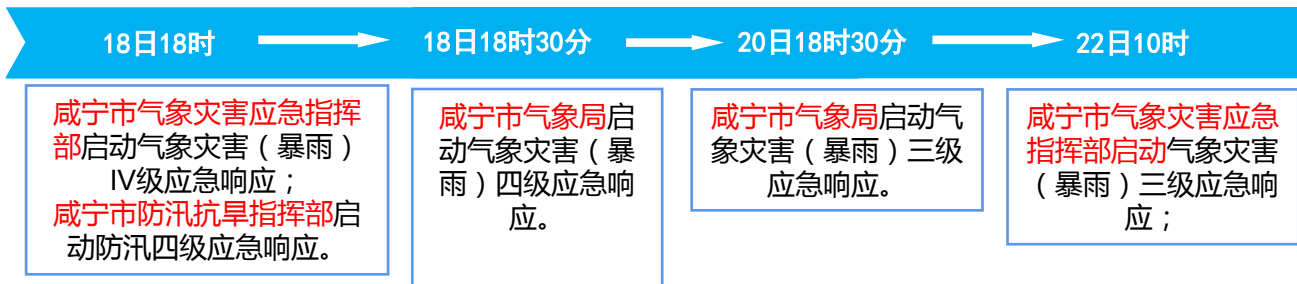 18日18时
18日18时30分
20日18时30分
22日10时
咸宁市气象灾害应急指挥
部启动气象灾害（暴雨）
IV级应急响应；
咸宁市防汛抗旱指挥部启
动防汛四级应急响应。
咸宁市气象局启
动气象灾害（暴
雨）四级应急响
应。
咸宁市气象局启动气
象灾害（暴雨）三级
应急响应。
咸宁市气象灾害应急
指挥部启动气象灾害
（暴雨）三级应急响
应；